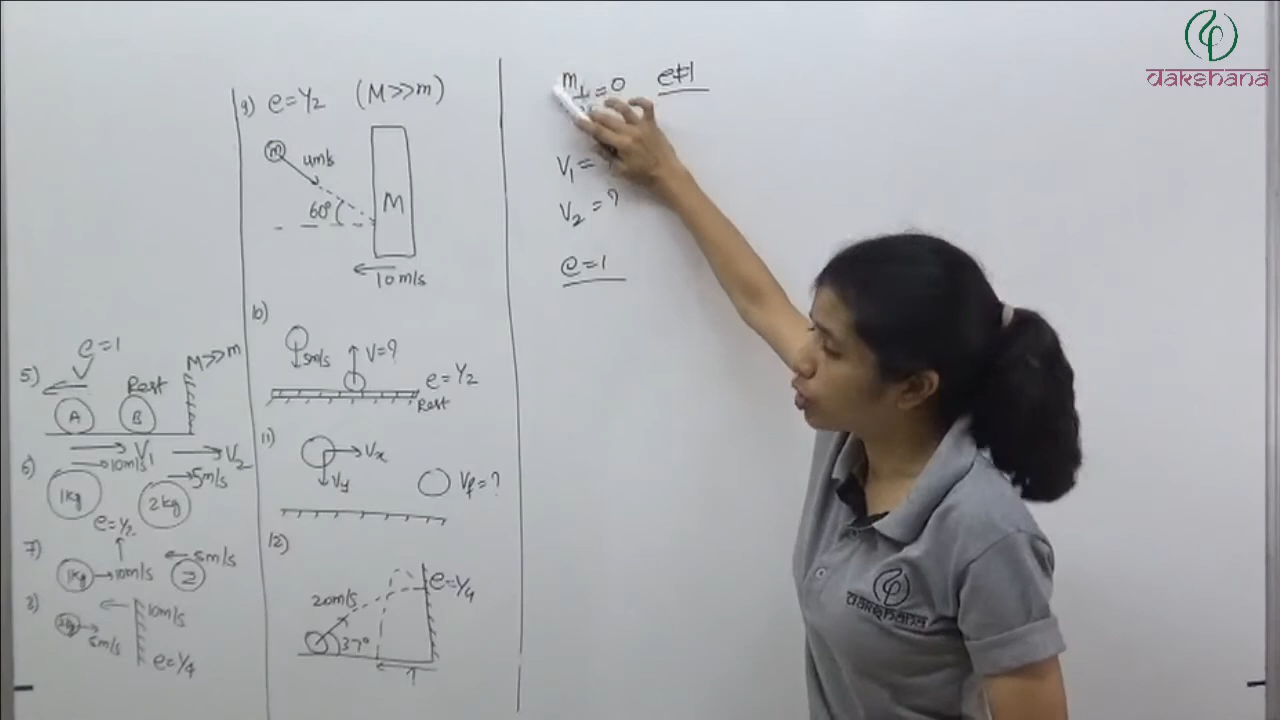 5) e=1
Rest
M>>m
A
B
V₁
V₂
6) 10m/s
5m/s
1kg
2kg
e=1/2
7) 1kg
10m/s
5m/s
2
8) 10m/s
5m/s
e=1/4
9) e=1/2 (M>>m)
m
4m/s
60°
M
10m/s
10)
5m/s
V=?
e=1/2
Rest
11)
Vx
Vy
Vf=?
12)
20m/s
37°
e=1/4
?
m₁
=0 e≠1
V₁=
V₂=?
e=1
dakshana
dakshana